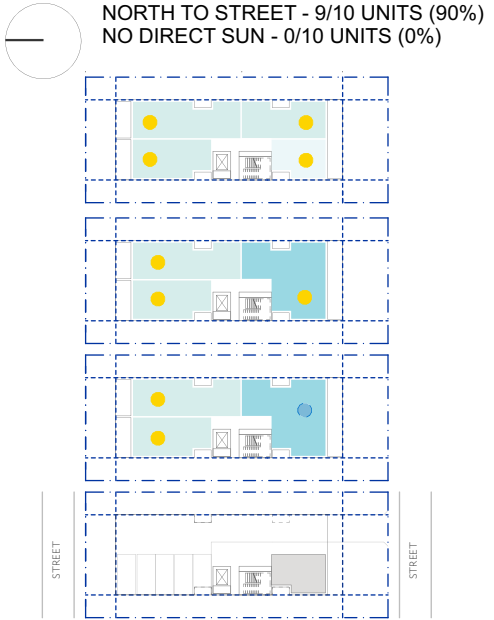 NORTH TO STREET - 9/10 UNITS (90%)
NO DIRECT SUN - 0/10 UNITS (0%)
STREET
STREET